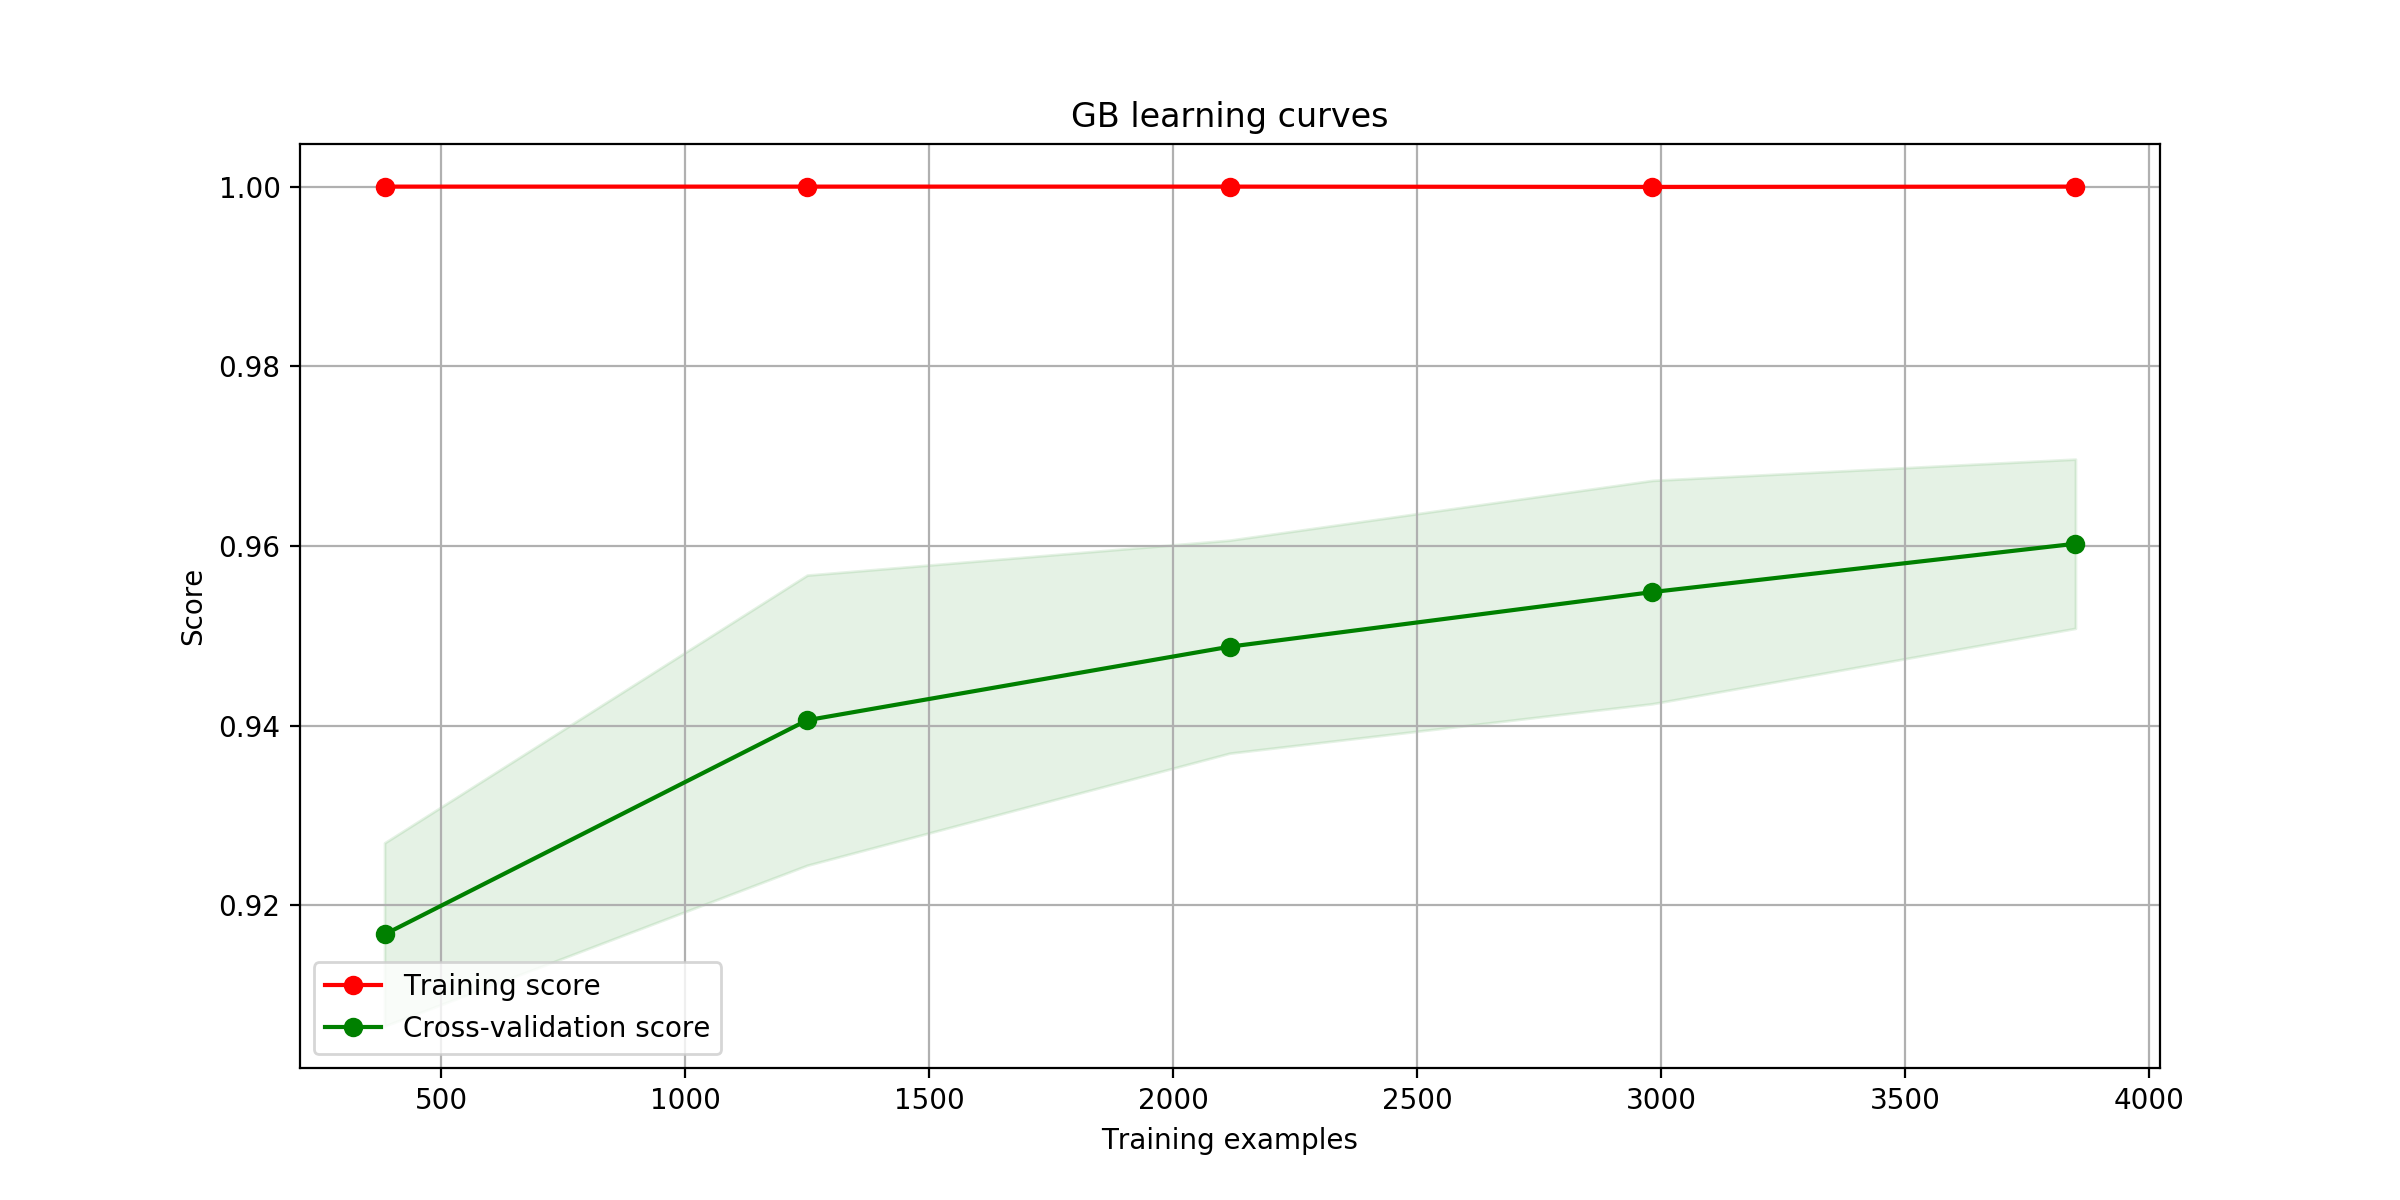 GB learning curves
1.00
0.98
0.96
0.94
0.92
Score
Training score
Cross-validation score
500 1000 1500 2000 2500 3000 3500 4000
Training examples